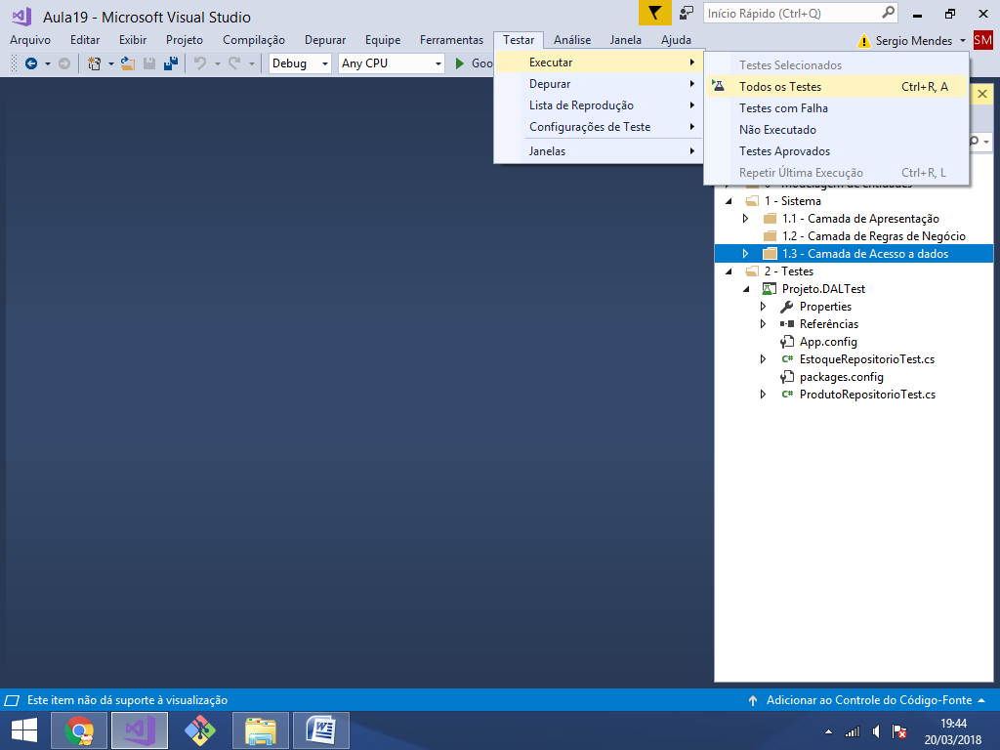 Aula19 - Microsoft Visual Studio
Início Rápido (Ctrl+Q)
Arquivo Editar Exibir Projeto Compilação Depurar Equipe Ferramentas Testar Análise Janela Ajuda
Sergio Mendes SM
Debug Any CPU Goo
Executar
Depurar
Lista de Reprodução
Configurações de Teste
Janelas
Testes Selecionados
Todos os Testes Ctrl+R, A
Testes com Falha
Não Executado
Testes Aprovados
Repetir Última Execução Ctrl+R, L
1 - Sistema
1.1 - Camada de Apresentação
1.2 - Camada de Regras de Negócio
1.3 - Camada de Acesso a dados
2 - Testes
Projeto.DALTest
Properties
Referências
App.config
C# EstoqueRepositorioTest.cs
packages.config
C# ProdutoRepositorioTest.cs
Este item não dá suporte à visualização
Adicionar ao Controle do Código-Fonte
19:44
20/03/2018